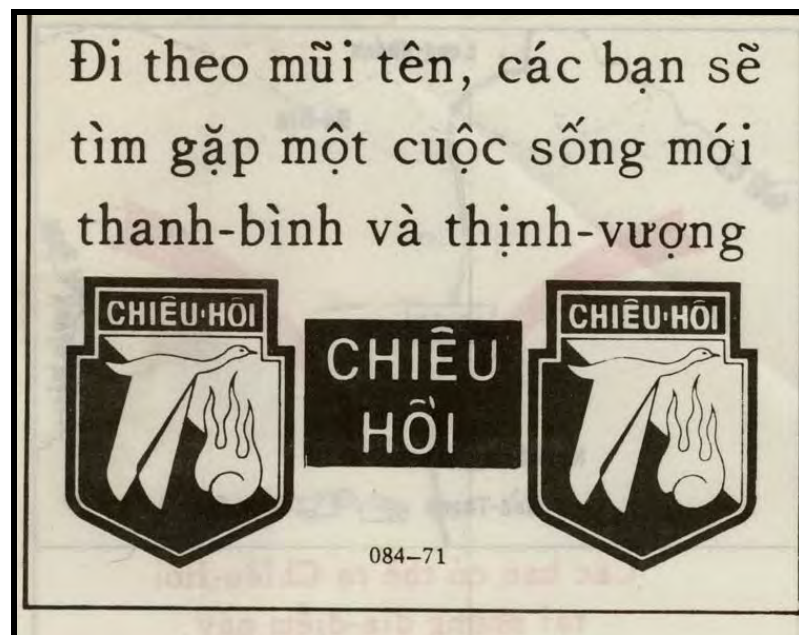 Đi theo mũi tên, các bạn sẽ
tìm gặp một cuộc sống mới
thanh-bình và thịnh-vượng
CHIÊU·HỒI
CHIÊU
HỒI
CHIÊU·HỒI
084–71